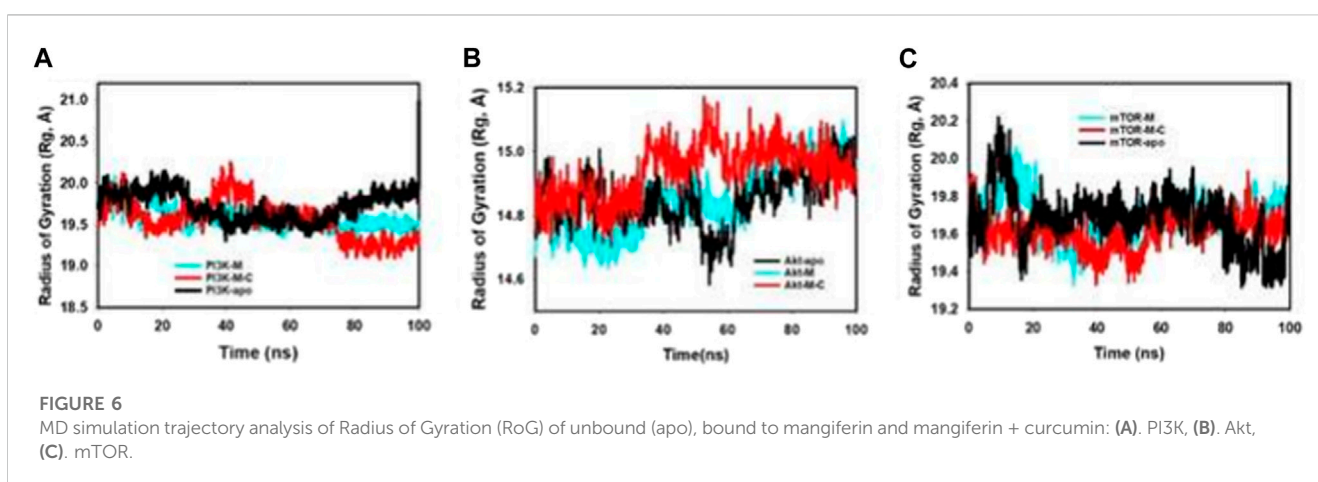 A
B
C
Radius of Gyration (Rg, Å)
21.0
20.5
20.0
19.5
19.0
18.5
PI3K-M
PI3K-M-C
PI3K-apo
0 20 40 60 80 100
Time (ns)
Radius of Gyration (Rg, Å)
15.2
15.0
14.8
14.6
Akt-apo
Akt-M
Akt-M-C
0 20 40 60 80 100
Time(ns)
Radius of Gyration (Rg, Å)
20.4
20.2
20.0
19.8
19.6
19.4
19.2
mTOR-M
mTOR-M-C
mTOR-apo
0 20 40 60 80 100
Time (ns)
FIGURE 6
MD simulation trajectory analysis of Radius of Gyration (RoG) of unbound (apo), bound to mangiferin and mangiferin + curcumin: (A). PI3K, (B). Akt,
(C). mTOR.